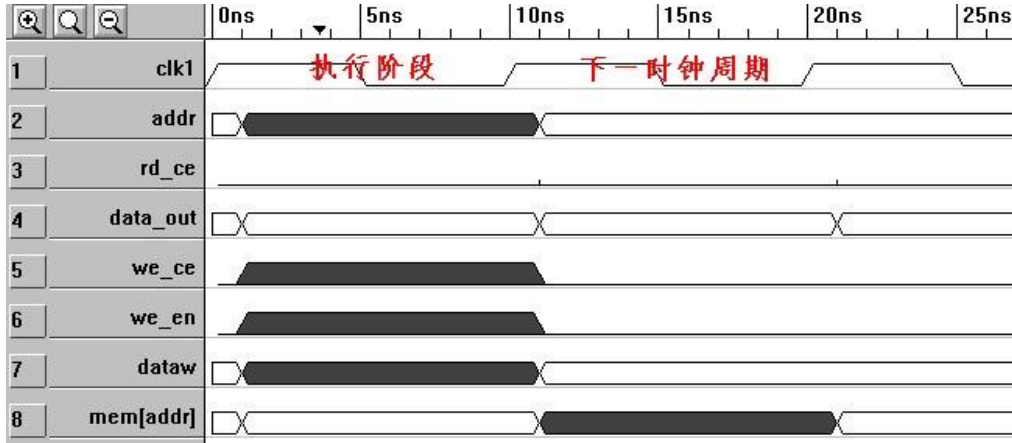 0ns 5ns 10ns 15ns 20ns 25ns
1 clk1 执行阶段 下一时钟周期
2 addr
3 rd_ce
4 data_out
5 we_ce
6 we_en
7 dataw
8 mem[addr]